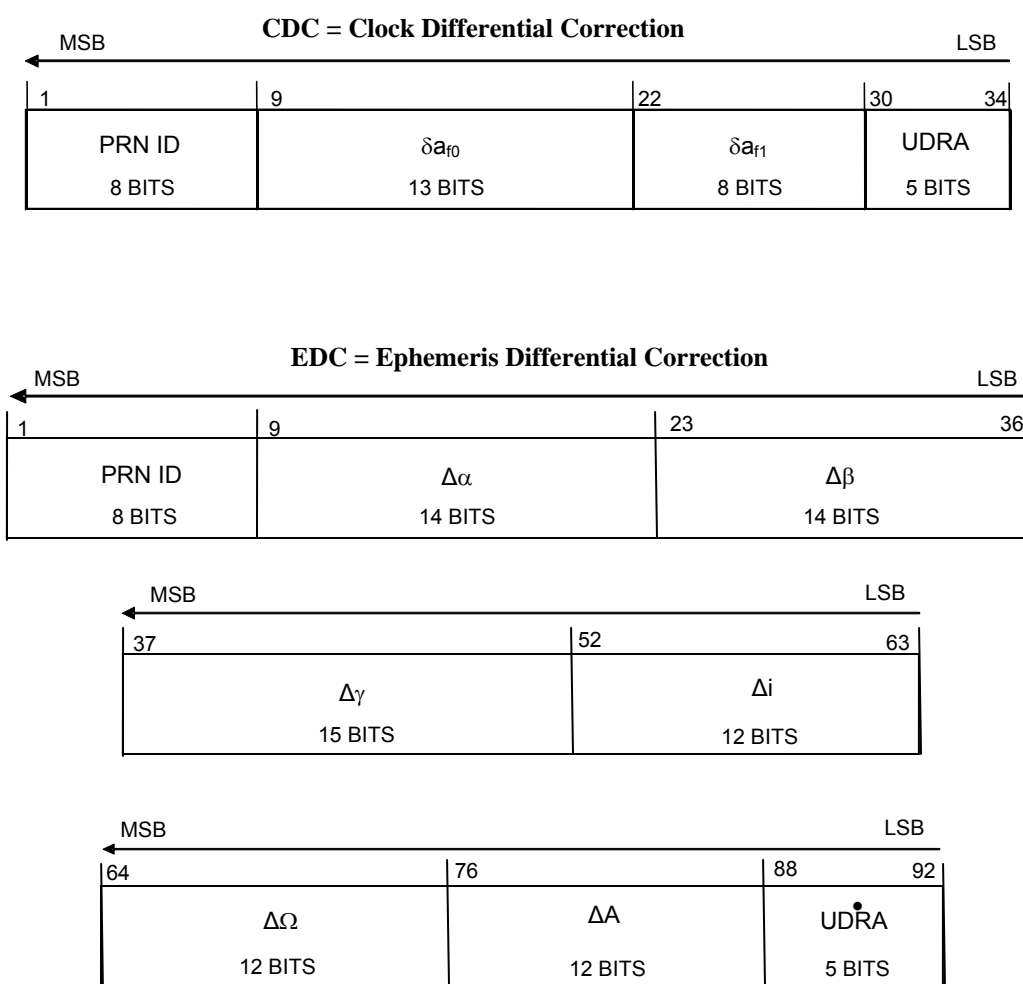 CDC = Clock Differential Correction
MSB LSB
1 9 22 30 34
PRN ID δaf0 δaf1 UDRA
8 BITS 13 BITS 8 BITS 5 BITS
EDC = Ephemeris Differential Correction
MSB LSB
1 9 23 36
PRN ID Δα Δβ
8 BITS 14 BITS 14 BITS
MSB LSB
37 52 63
Δγ Δi
15 BITS 12 BITS
MSB LSB
64 76 88 92
ΔΩ ΔA UDṘA
12 BITS 12 BITS 5 BITS